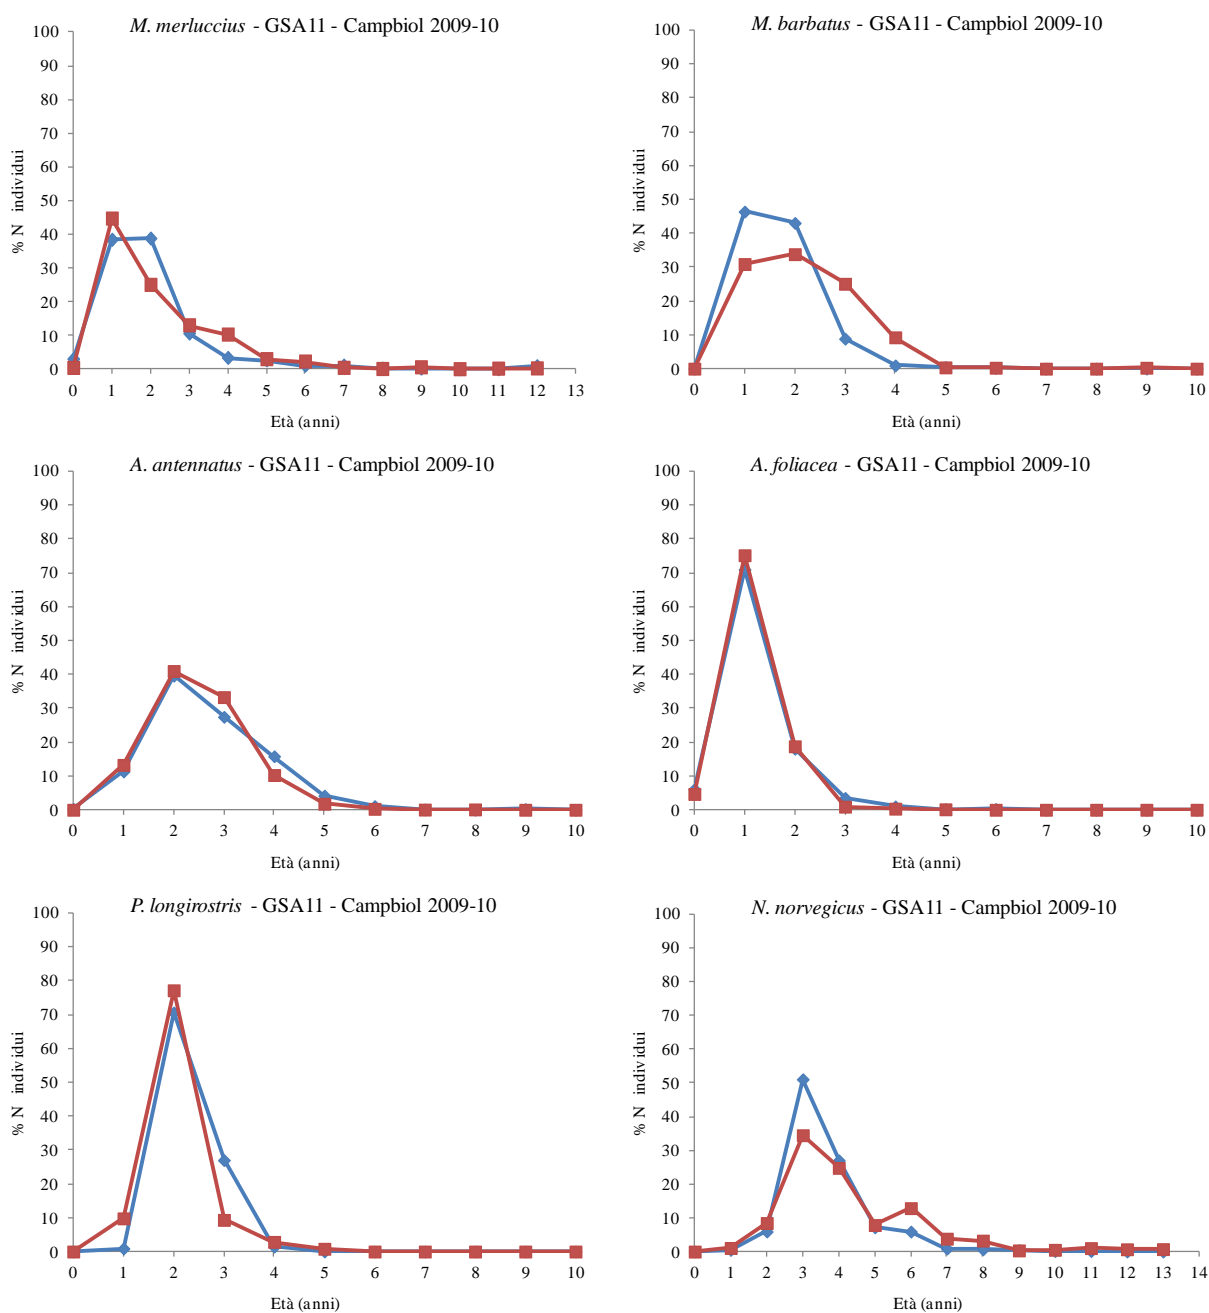 M. merluccius - GSA11 - Campbiol 2009-10
100
90
80
70
60
50
40
30
20
10
0
% N individui
0 1 2 3 4 5 6 7 8 9 10 11 12 13
Età (anni)
M. barbatus - GSA11 - Campbiol 2009-10
100
90
80
70
60
50
40
30
20
10
0
% N individui
0 1 2 3 4 5 6 7 8 9 10
Età (anni)
A. antennatus - GSA11 - Campbiol 2009-10
100
90
80
70
60
50
40
30
20
10
0
% N individui
0 1 2 3 4 5 6 7 8 9 10
Età (anni)
A. foliacea - GSA11 - Campbiol 2009-10
100
90
80
70
60
50
40
30
20
10
0
% N individui
0 1 2 3 4 5 6 7 8 9 10
Età (anni)
P. longirostris - GSA11 - Campbiol 2009-10
100
90
80
70
60
50
40
30
20
10
0
% N individui
0 1 2 3 4 5 6 7 8 9 10
Età (anni)
N. norvegicus - GSA11 - Campbiol 2009-10
100
90
80
70
60
50
40
30
20
10
0
% N individui
0 1 2 3 4 5 6 7 8 9 10 11 12 13 14
Età (anni)